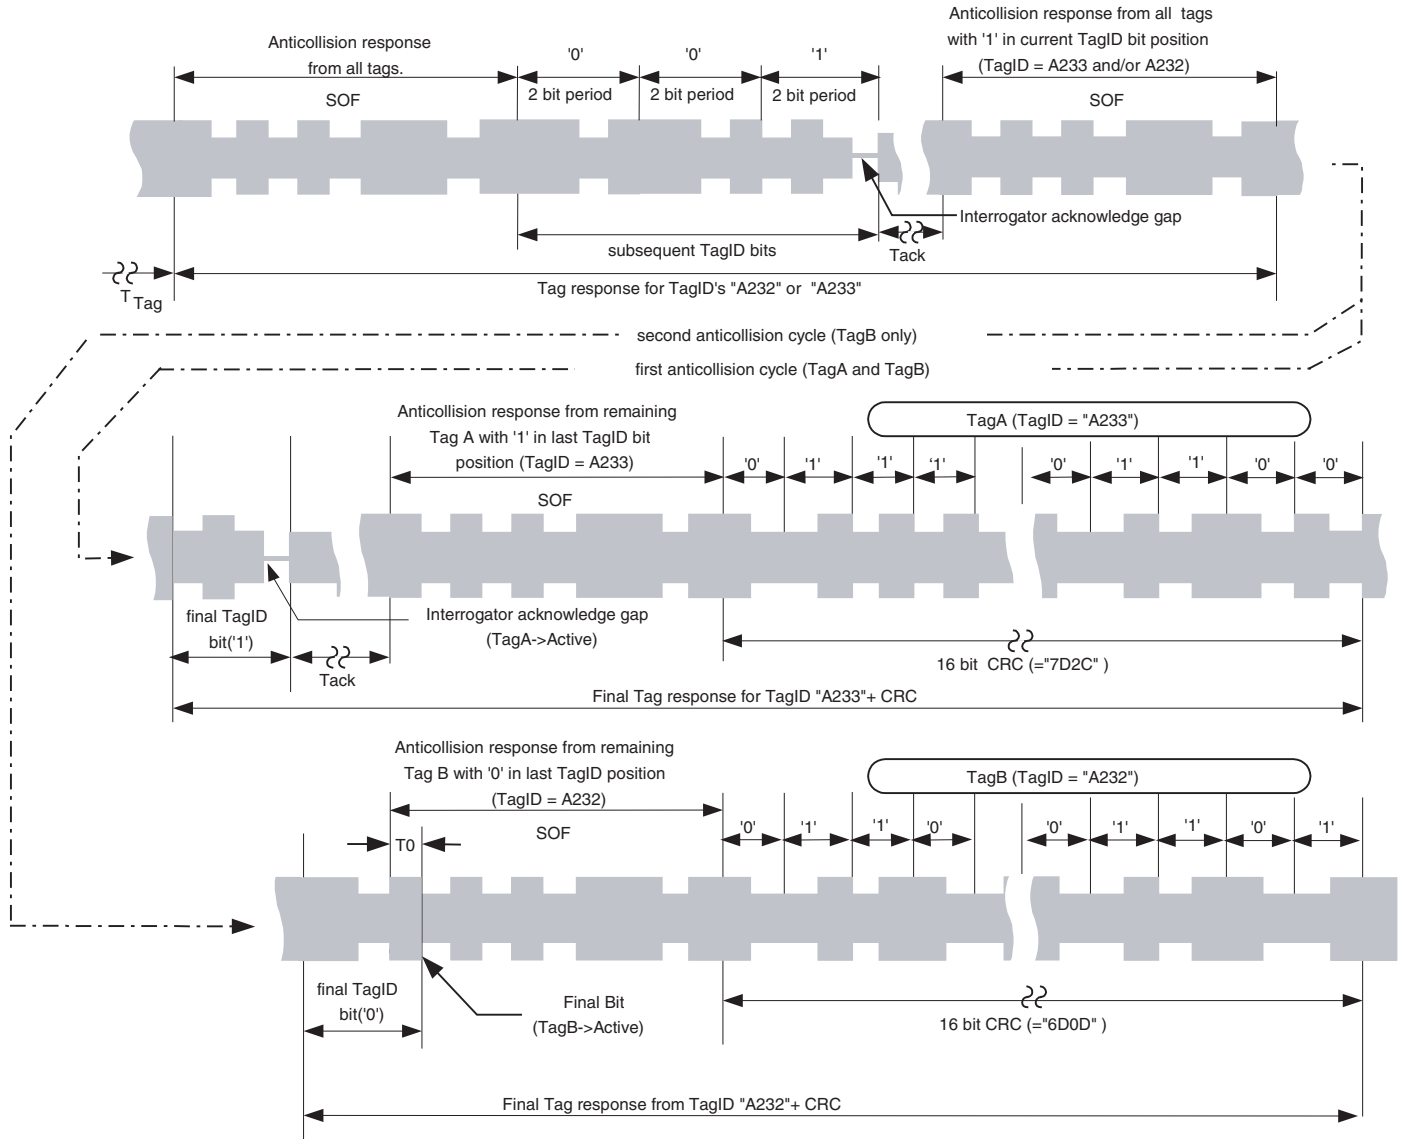 Anticollision response
from all tags.
SOF
'0'
2 bit period
'0'
2 bit period
'1'
2 bit period
Anticollision response from all tags
with '1' in current TagID bit position
(TagID = A233 and/or A232)
SOF
Interrogator acknowledge gap
subsequent TagID bits
Tack
T Tag
Tag response for TagID's "A232" or "A233"
second anticollision cycle (TagB only)
first anticollision cycle (TagA and TagB)
Anticollision response from remaining
Tag A with '1' in last TagID bit
position (TagID = A233)
SOF
TagA (TagID = "A233")
'0'
'1'
'1'
'1'
'0'
'1'
'1'
'0'
'0'
final TagID
bit('1')
Interrogator acknowledge gap
(TagA->Active)
Tack
16 bit CRC (="7D2C" )
Final Tag response for TagID "A233"+ CRC
Anticollision response from remaining
Tag B with '0' in last TagID position
(TagID = A232)
SOF
T0
TagB (TagID = "A232")
'0'
'1'
'1'
'0'
'0'
'1'
'1'
'0'
'1'
final TagID
bit('0')
Final Bit
(TagB->Active)
16 bit CRC (="6D0D" )
Final Tag response from TagID "A232"+ CRC